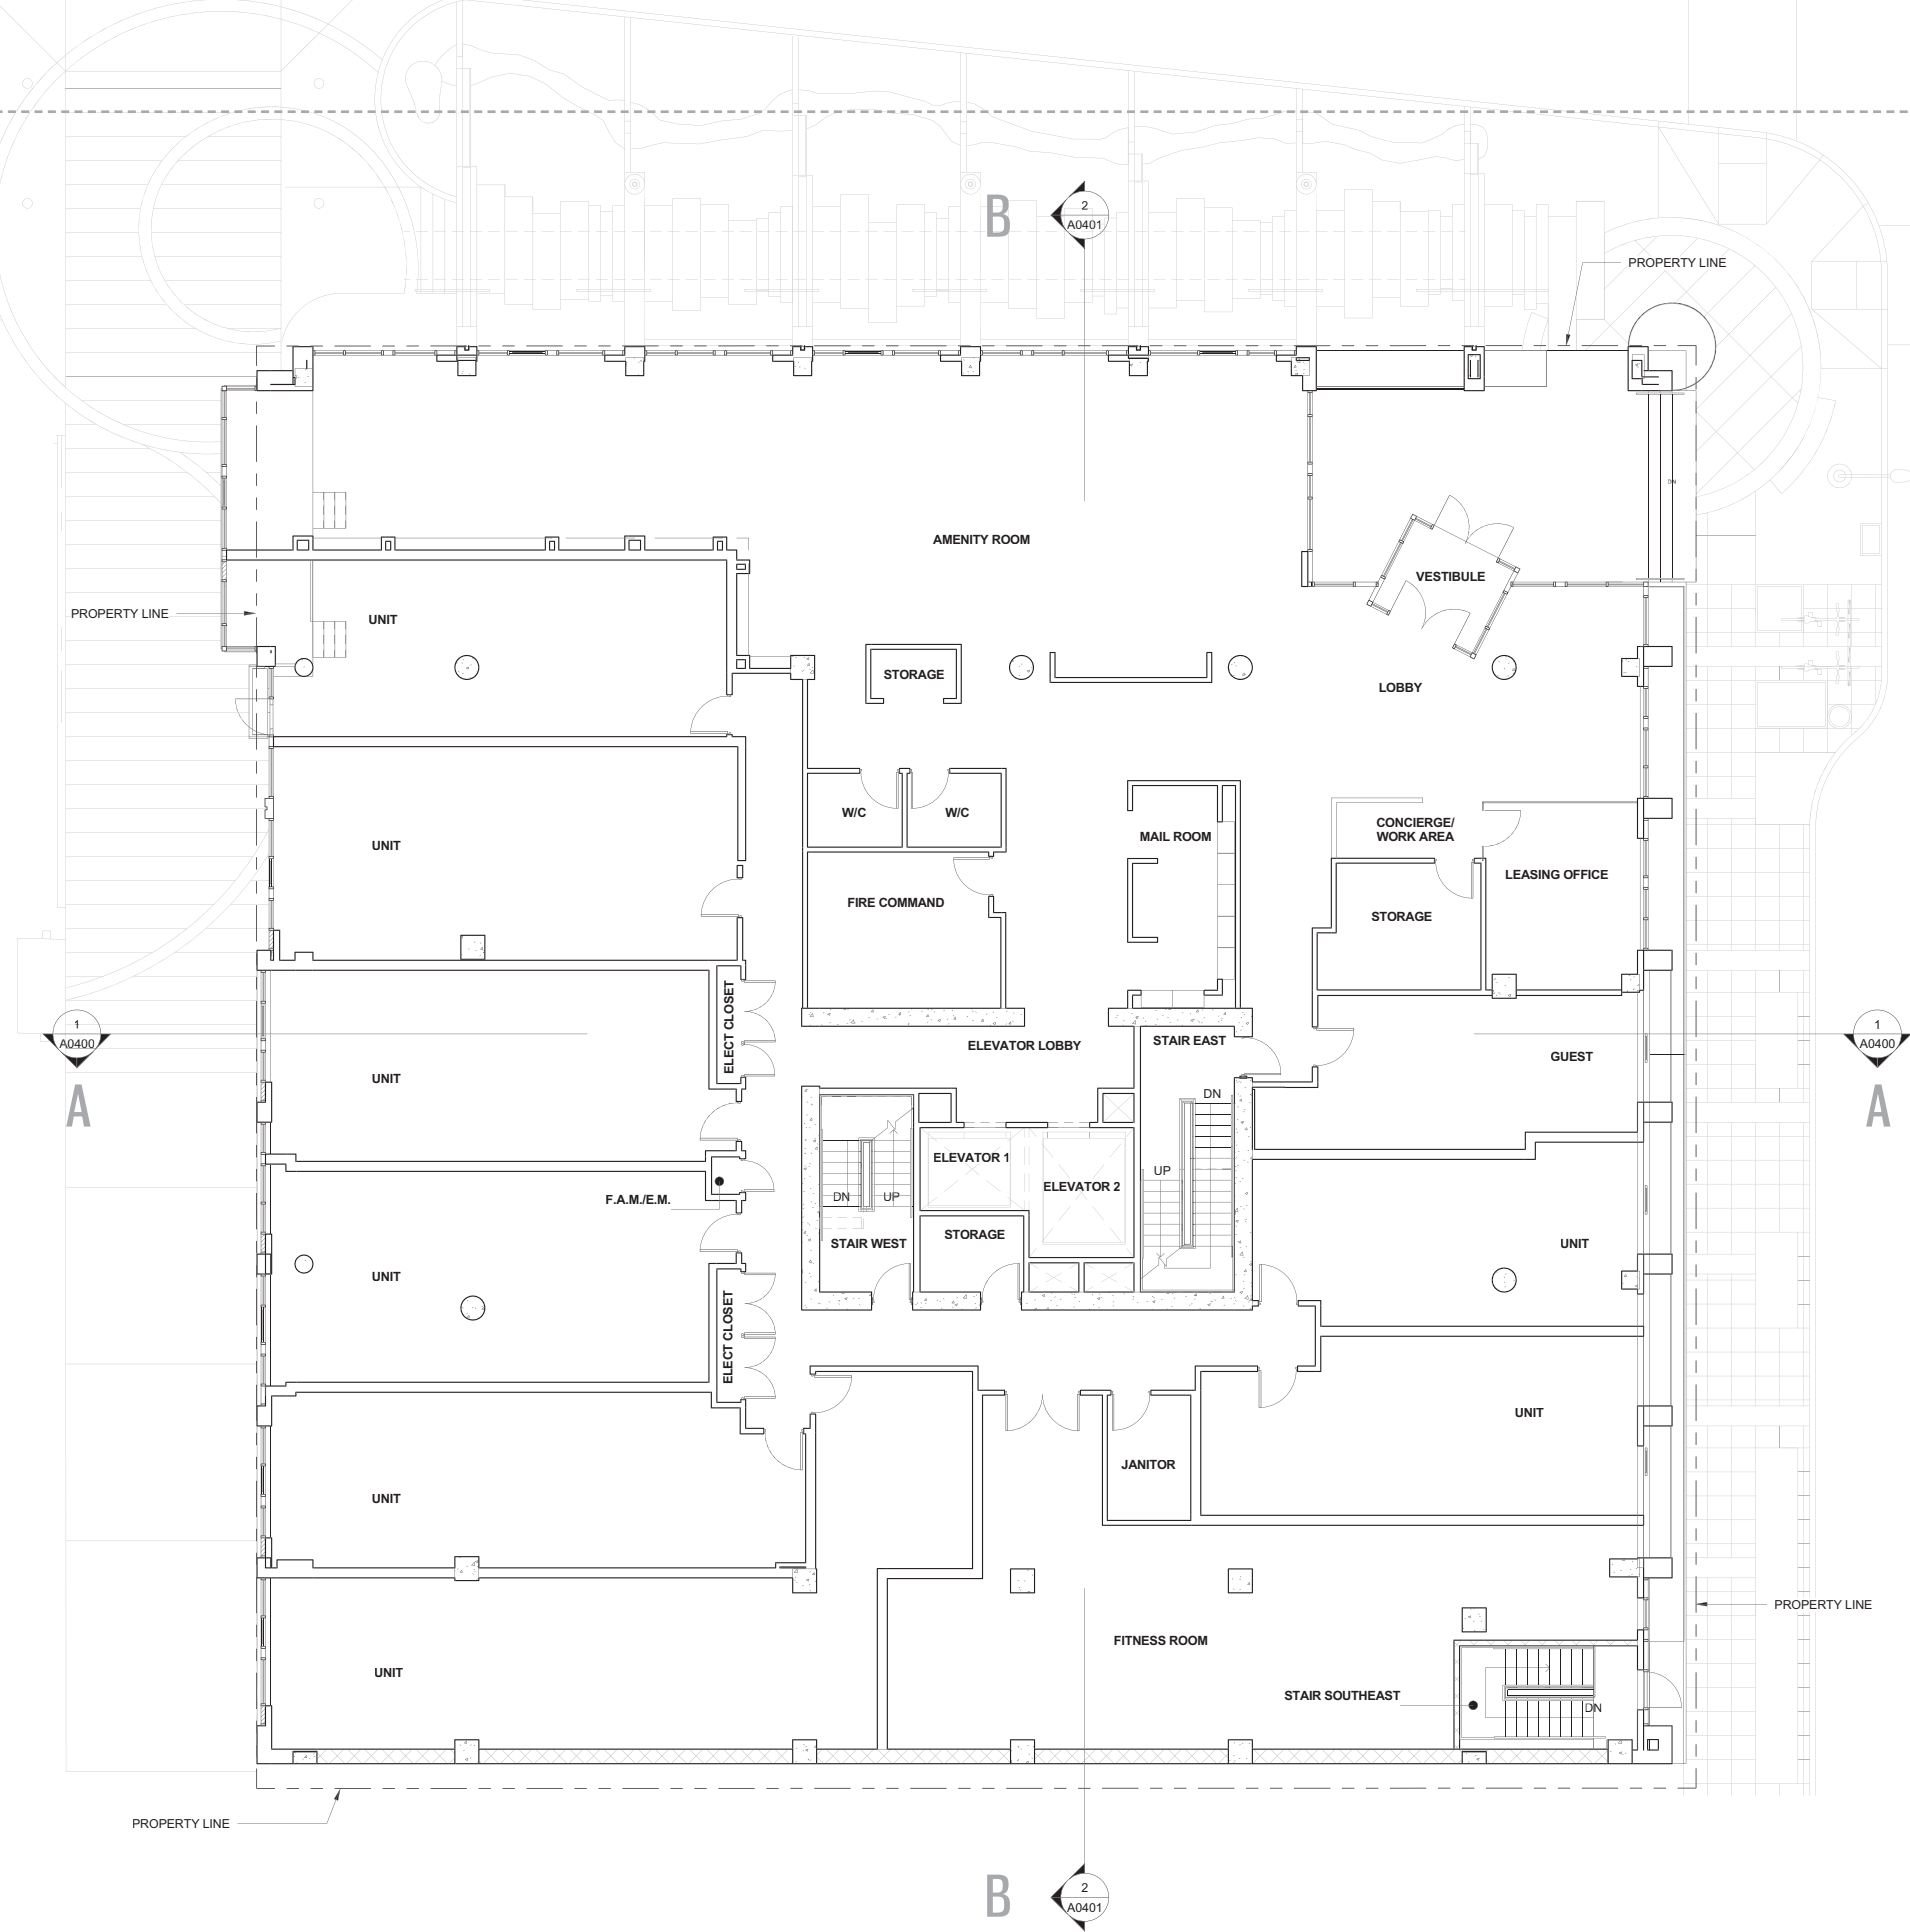 B
2
A0401
PROPERTY LINE
DN
AMENITY ROOM
VESTIBULE
PROPERTY LINE
UNIT
STORAGE
LOBBY
W/C
W/C
MAIL ROOM
CONCIERGE/
WORK AREA
UNIT
LEASING OFFICE
FIRE COMMAND
STORAGE
ELECT CLOSET
1
A0400
A
ELEVATOR LOBBY
STAIR EAST
GUEST
1
A0400
A
UNIT
DN
ELEVATOR 1
UP
ELEVATOR 2
F.A.M./E.M.
DN
UP
STORAGE
STAIR WEST
UNIT
UNIT
ELECT CLOSET
UNIT
JANITOR
UNIT
PROPERTY LINE
FITNESS ROOM
UNIT
STAIR SOUTHEAST
DN
PROPERTY LINE
B
2
A0401